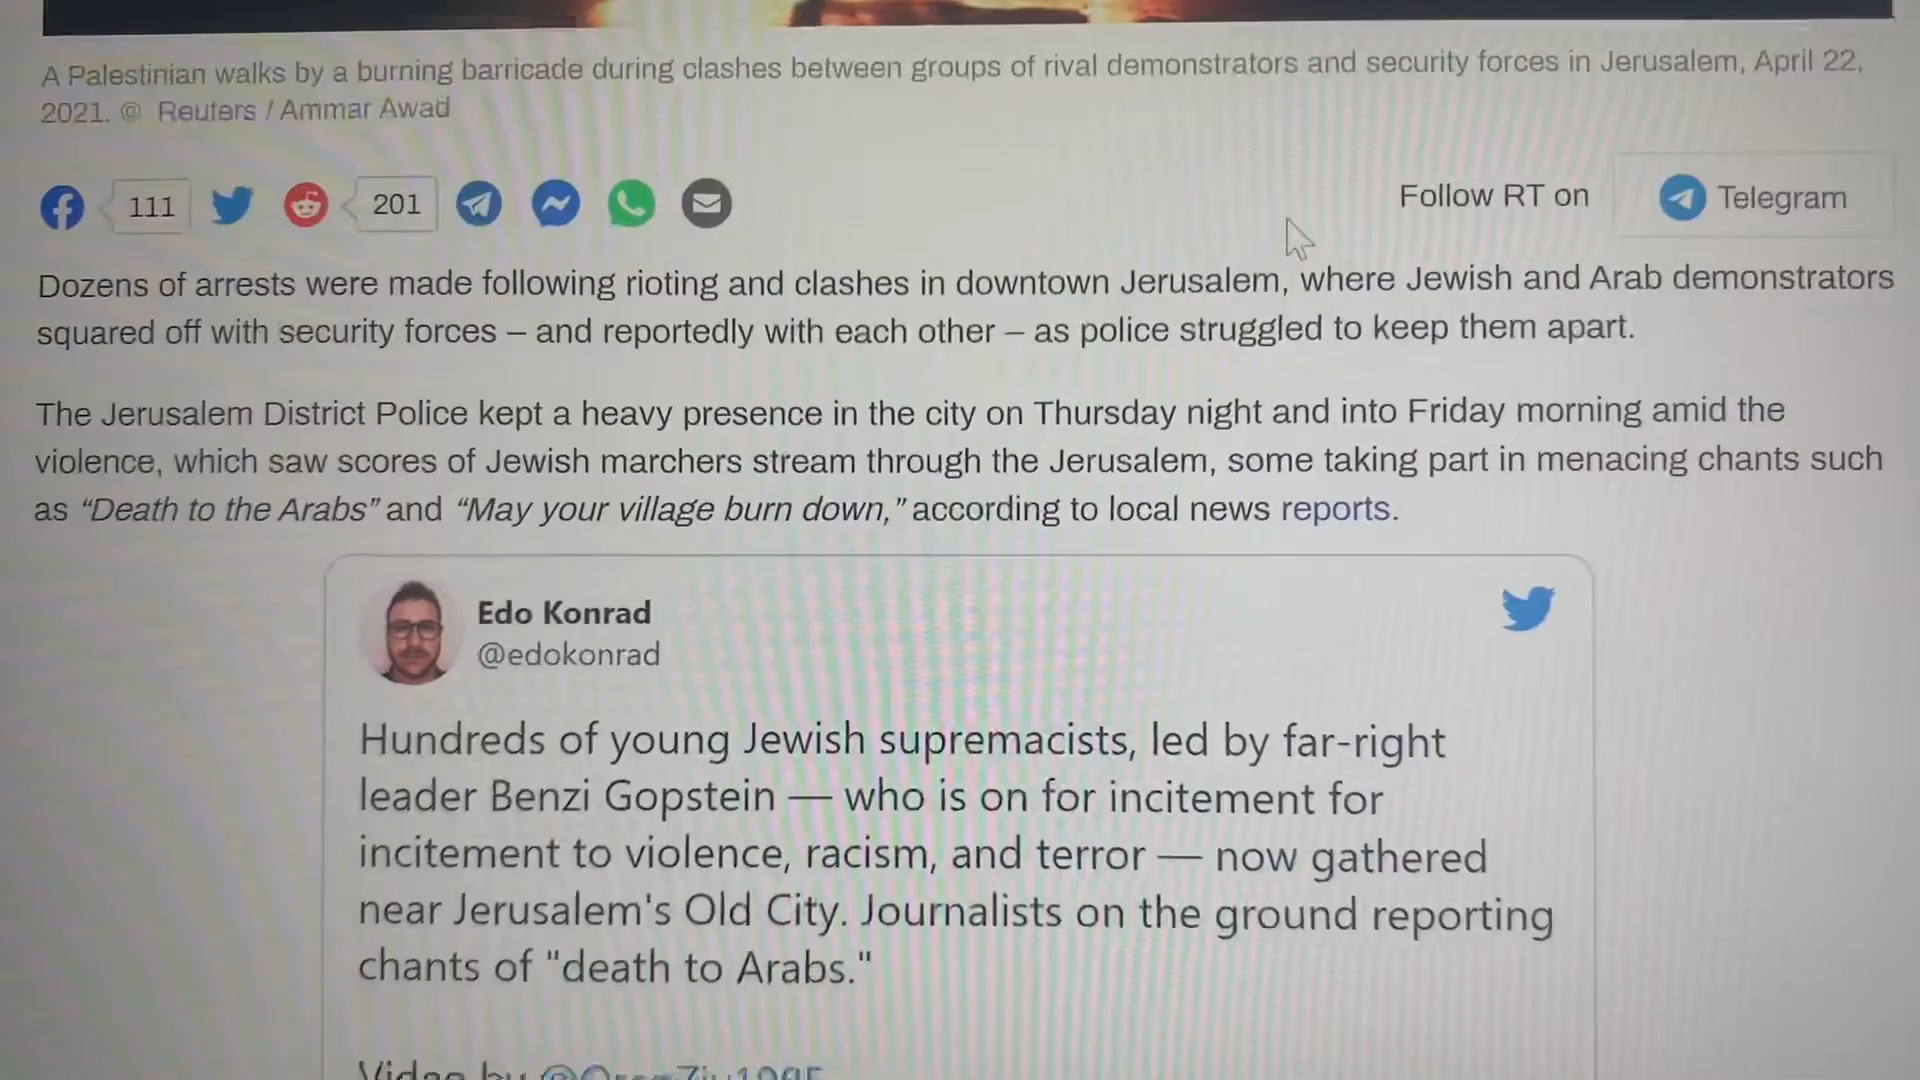 A Palestinian walks by a burning barricade during clashes between groups of rival demonstrators and security forces in Jerusalem, April 22,
2021. © Reuters / Ammar Awad
111
201
Follow RT on
Telegram
Dozens of arrests were made following rioting and clashes in downtown Jerusalem, where Jewish and Arab demonstrators
squared off with security forces – and reportedly with each other – as police struggled to keep them apart.
The Jerusalem District Police kept a heavy presence in the city on Thursday night and into Friday morning amid the
violence, which saw scores of Jewish marchers stream through the Jerusalem, some taking part in menacing chants such
as “Death to the Arabs” and “May your village burn down,” according to local news reports.
Edo Konrad
@edokonrad
Hundreds of young Jewish supremacists, led by far-right
leader Benzi Gopstein — who is on for incitement for
incitement to violence, racism, and terror — now gathered
near Jerusalem's Old City. Journalists on the ground reporting
chants of "death to Arabs."
Video by